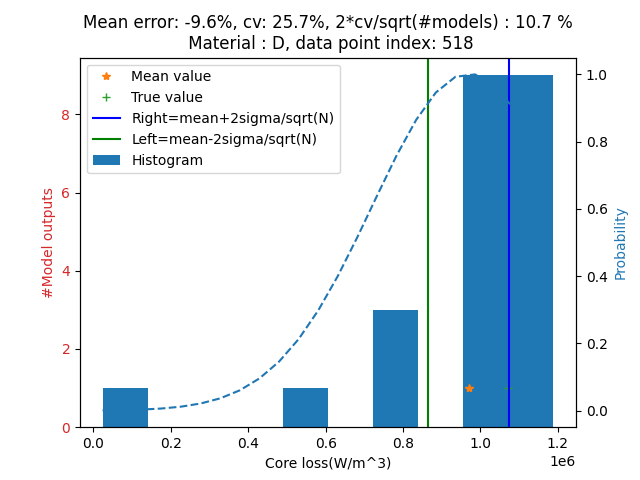 Mean error: -9.6%, cv: 25.7%, 2*cv/sqrt(#models) : 10.7 %
Material : D, data point index: 518
Mean value
True value
Right=mean+2sigma/sqrt(N)
Left=mean-2sigma/sqrt(N)
Histogram
#Model outputs
8
6
4
2
0
1.0
0.8
0.6
0.4
0.2
0.0
Probability
0.0 0.2 0.4 0.6 0.8 1.0 1.2
1e6
Core loss(W/m^3)